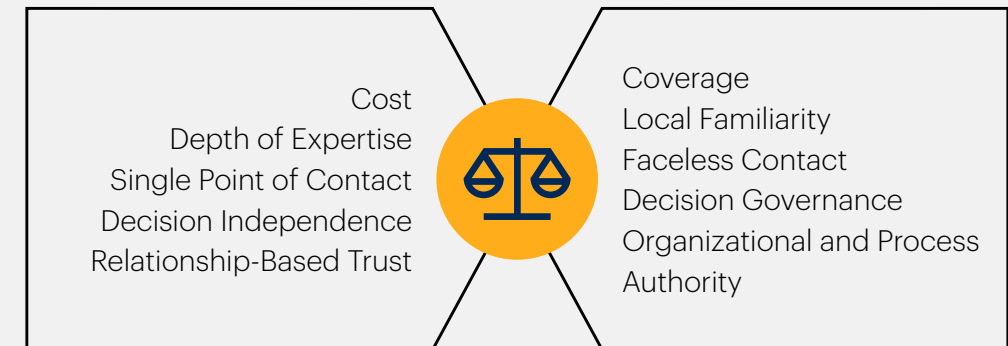 Cost
Depth of Expertise
Single Point of Contact
Decision Independence
Relationship-Based Trust
Coverage
Local Familiarity
Faceless Contact
Decision Governance
Organizational and Process
Authority